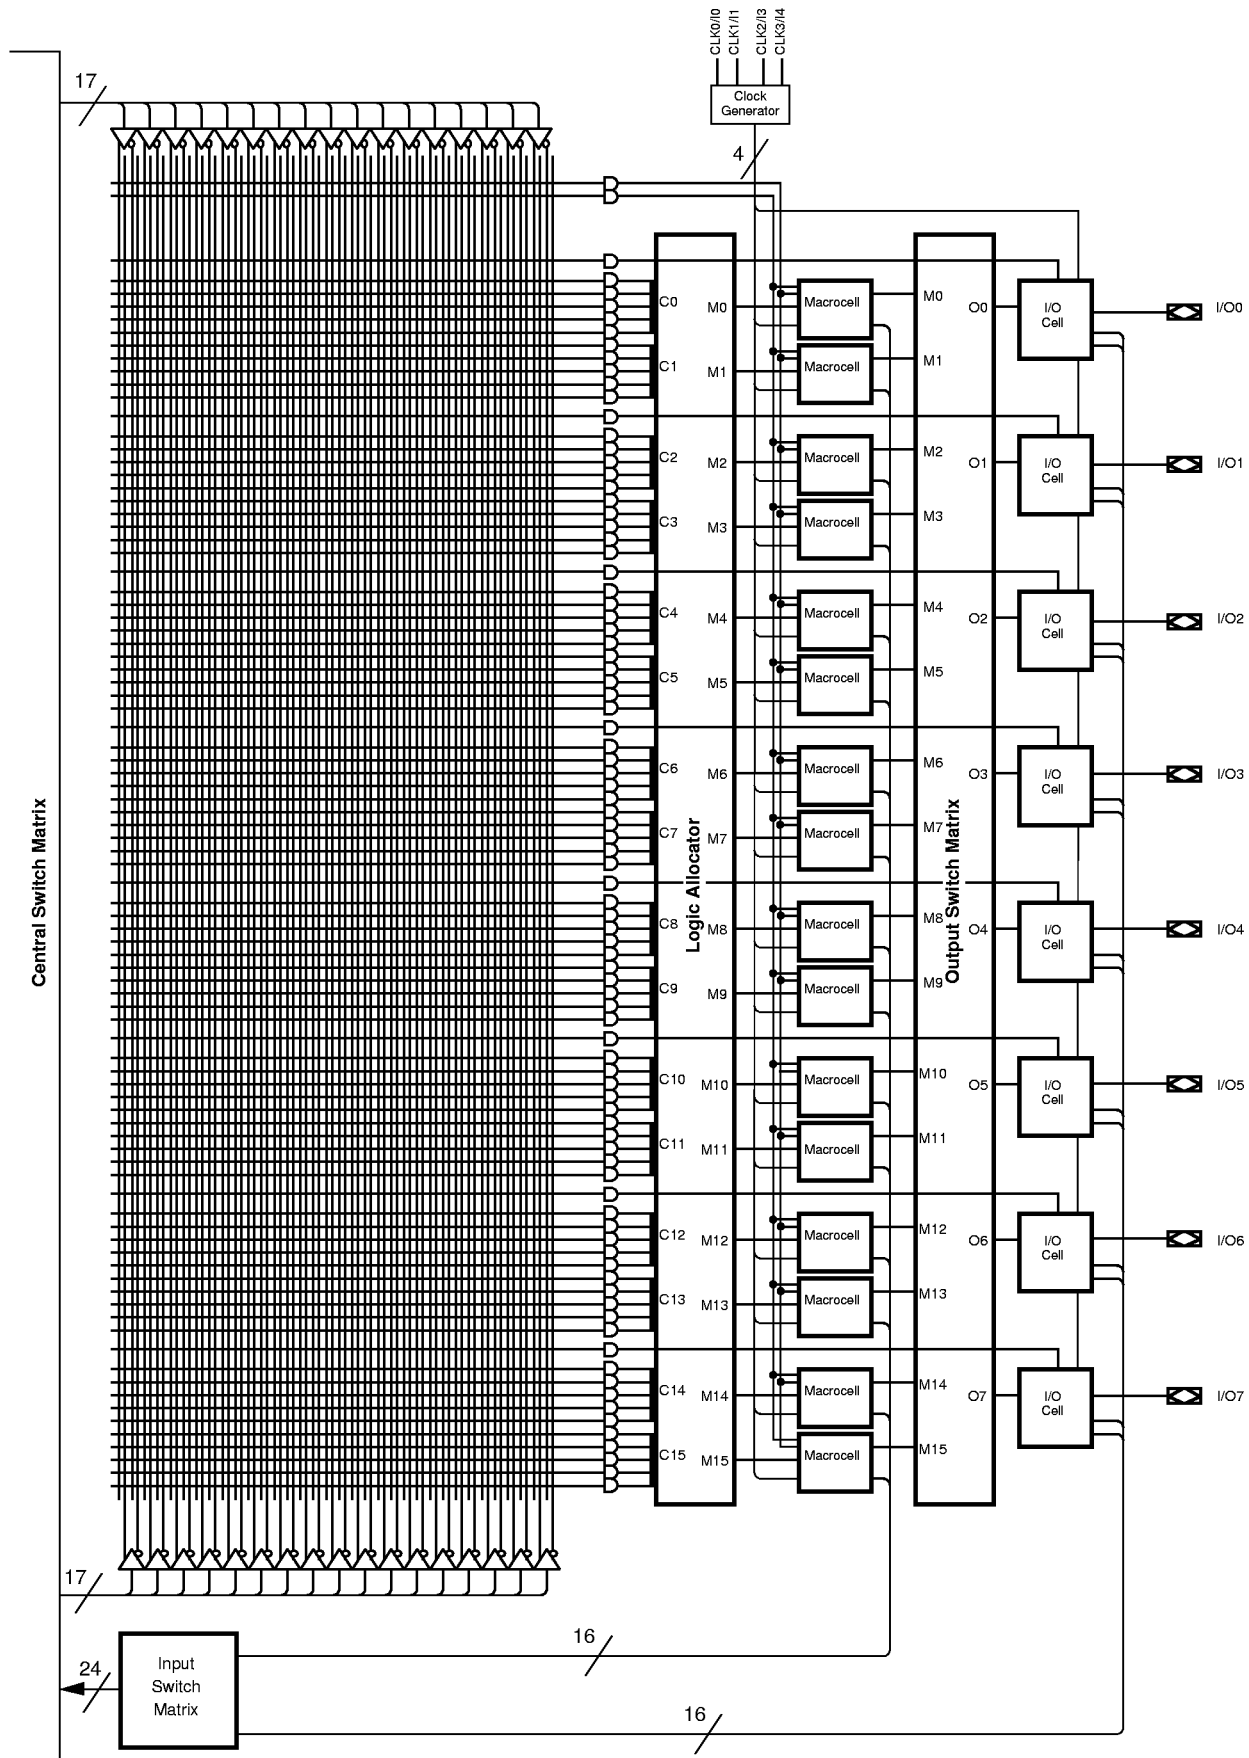 CLK0/I0
CLK1/I1
CLK2/I3
CLK3/I4
Clock
Generator
17
4
C0
M0
Macrocell
M0
O0
I/O
Cell
I/O0
C1
M1
Macrocell
M1
C2
M2
Macrocell
M2
O1
I/O
Cell
I/O1
C3
M3
Macrocell
M3
C4
M4
Macrocell
M4
O2
I/O
Cell
I/O2
C5
M5
Macrocell
M5
C6
M6
Macrocell
M6
O3
I/O
Cell
I/O3
C7
M7
Macrocell
M7
Central Switch Matrix
Logic Allocator
Output Switch Matrix
C8
M8
Macrocell
M8
O4
I/O
Cell
I/O4
C9
M9
Macrocell
M9
C10
M10
Macrocell
M10
O5
I/O
Cell
I/O5
C11
M11
Macrocell
M11
C12
M12
Macrocell
M12
O6
I/O
Cell
I/O6
C13
M13
Macrocell
M13
C14
M14
Macrocell
M14
O7
I/O
Cell
I/O7
C15
M15
Macrocell
M15
17
16
24
Input
Switch
Matrix
16